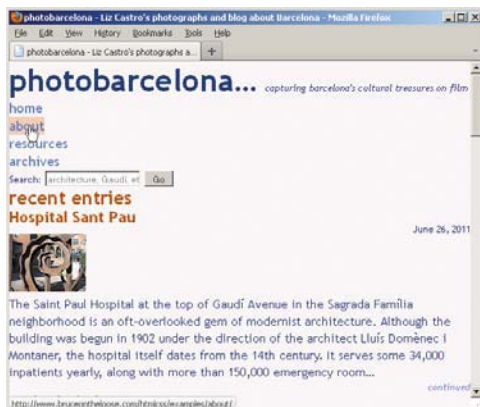 photobarcelona - Liz Castro's photographs and blog about Barcelona - Mozilla Firefox
File Edit View History Bookmarks Tools Help
photobarcelona - Liz Castro's photographs a... +
photobarcelona... capturing barcelona's cultural treasures on film
home
about
resources
archives
Search: architecture, Gaudí, et Go
recent entries
Hospital Sant Pau
June 26, 2011
The Saint Paul Hospital at the top of Gaudí Avenue in the Sagrada Família
neighborhood is an oft-overlooked gem of modernist architecture. Although the
building was begun in 1902 under the direction of the architect Lluís Domènec i
Montaner, the hospital itself dates from the 14th century. It serves some 34,000
inpatients yearly, along with more than 150,000 emergency room...
continued
http://www.bruceontheloose.com/htmlcss/examples/about/